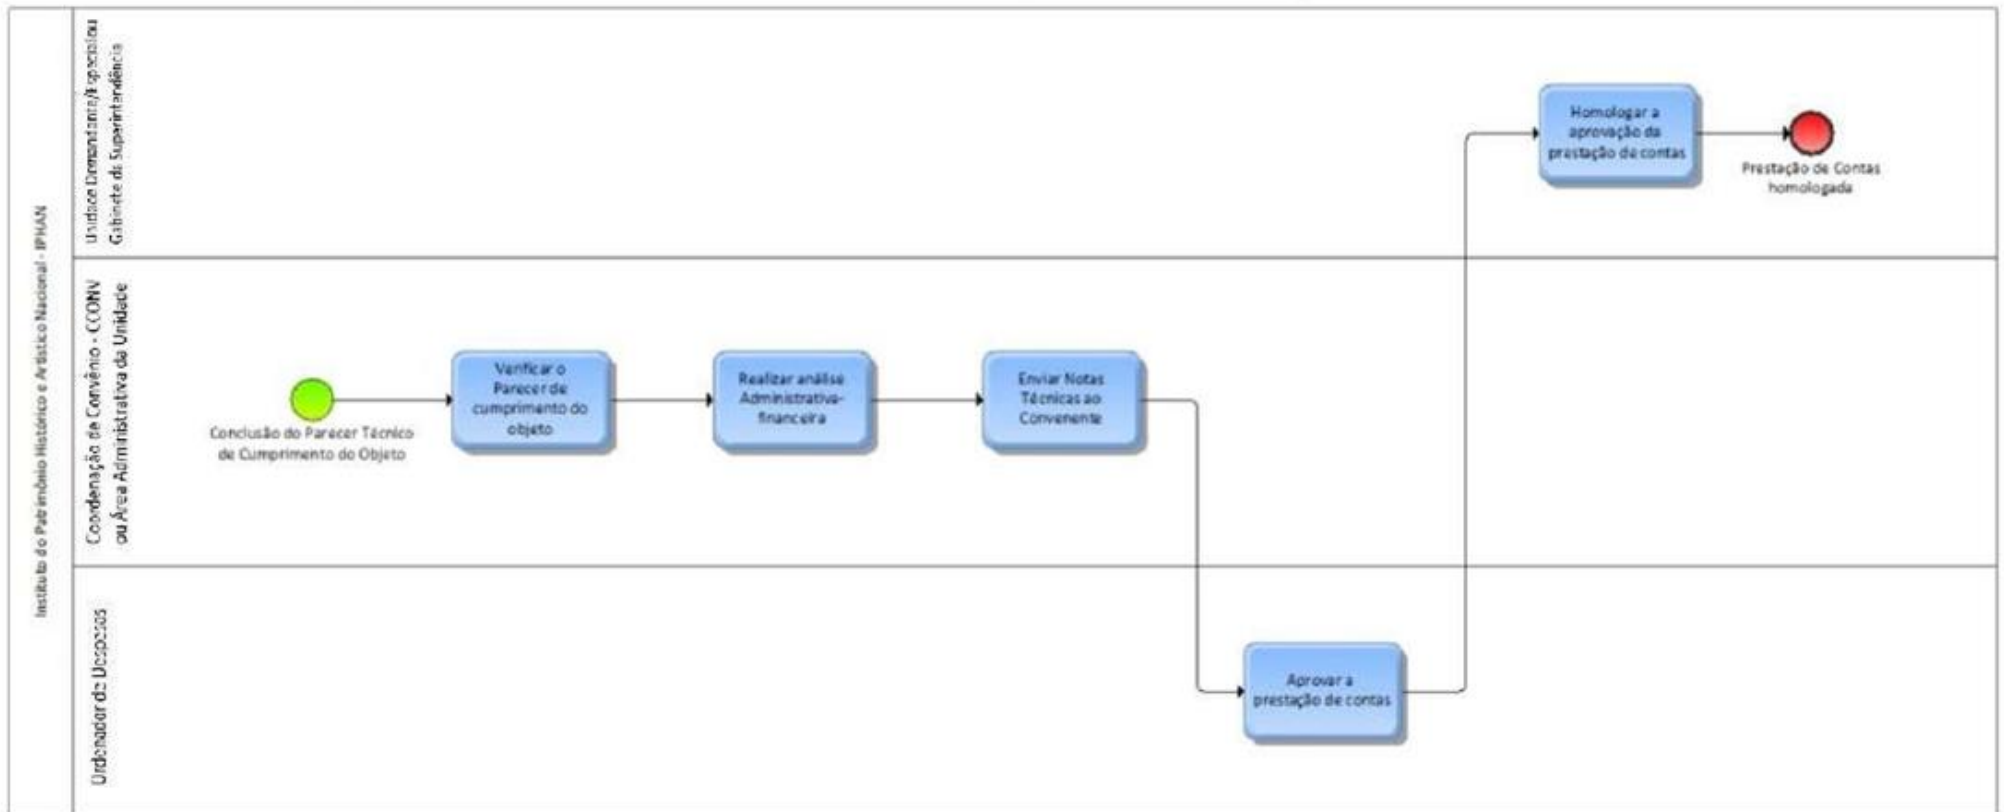 Instituto do Patrimônio Histórico e Artístico Nacional - IPHAN
Unidade Demandante/Especial ou
Gabinete da Superintendência
Homologar a
aprovação da
prestação de contas
Prestação de Contas
homologada
Coordenação de Convênio - CCONV
ou Área Administrativa da Unidade
Conclusão do Parecer Técnico
de Cumprimento do Objeto
Verificar o
Parecer de
cumprimento do
objeto
Realizar análise
Administrativa-
financeira
Enviar Notas
Técnicas ao
Convenente
Ordenador de Despesas
Aprovar a
prestação de contas